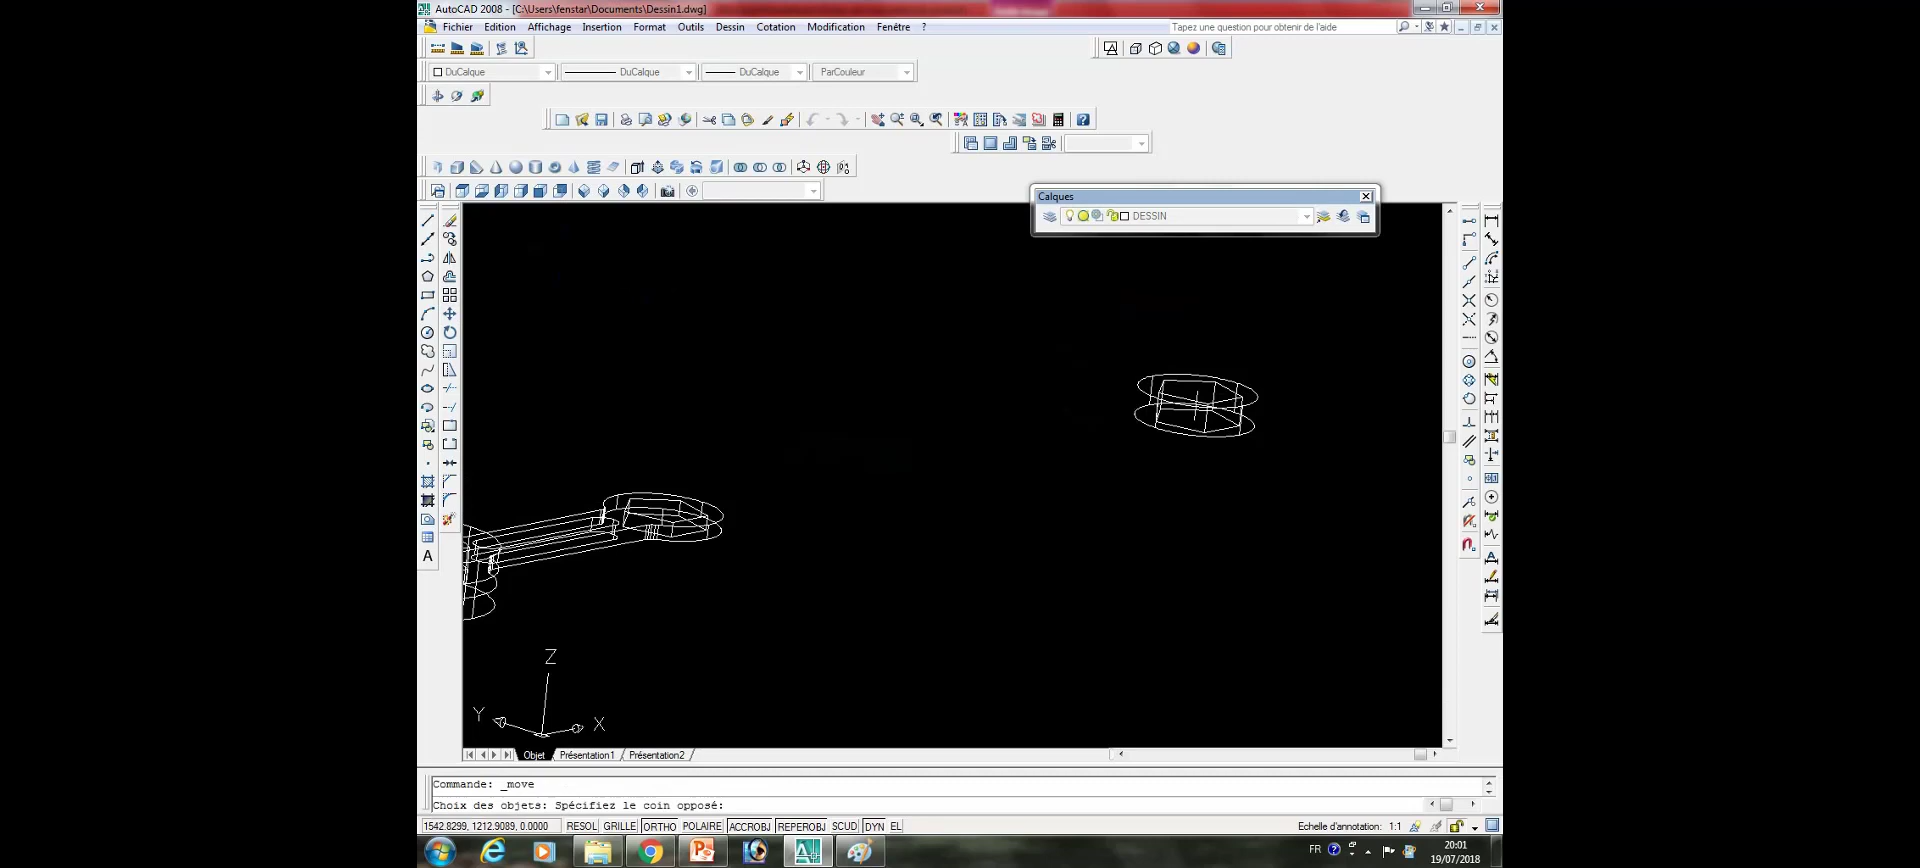 AutoCAD 2008 - [C:\Users\fenstar\Documents\Dessin1.dwg]
Fichier Edition Affichage Insertion Format Outils Dessin Cotation Modification Fenêtre ? Tapez une question pour obtenir de l'aide
DuCalque DuCalque DuCalque ParCouleur
Calques
DESSIN
A
Z
Y
X
Objet Présentation1 Présentation2
Commande: _move
Choix des objets: Spécifiez le coin opposé:
1542.8299, 1212.9089, 0.0000 RESOL GRILLE ORTHO POLAIRE ACCROBJ REPEROBJ SCUD DYN EL Echelle d'annotation: 1:1
FR 20:01
19/07/2018